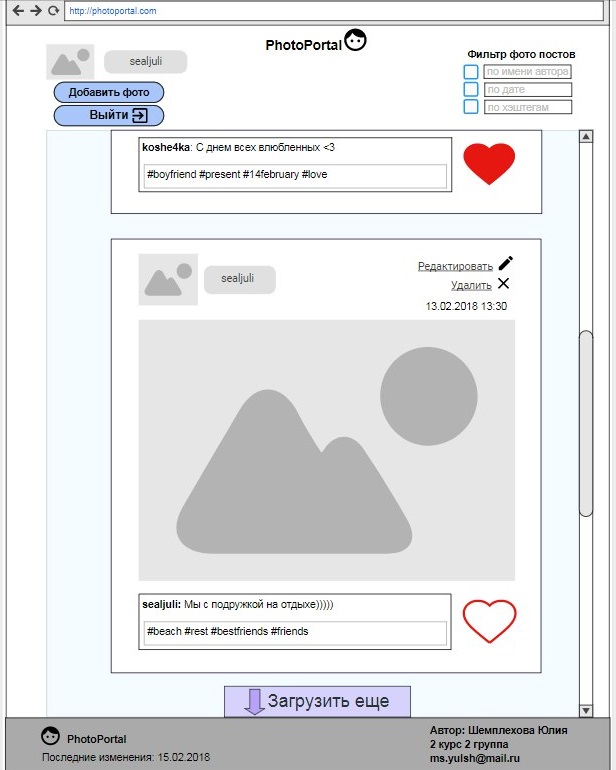 http://photoportal.com
PhotoPortal
sealjuli
Добавить фото
Выйти
Фильтр фото постов
по имени автора
по дате
по хэштегам
koshe4ka: С днем всех влюбленных <3
#boyfriend #present #14february #love
sealjuli
Редактировать
Удалить
13.02.2018 13:30
sealjuli: Мы с подружкой на отдыхе)))))
#beach #rest #bestfriends #friends
Загрузить еще
PhotoPortal
Последние изменения: 15.02.2018
Автор: Шемплехова Юлия
2 курс 2 группа
ms.yulsh@mail.ru